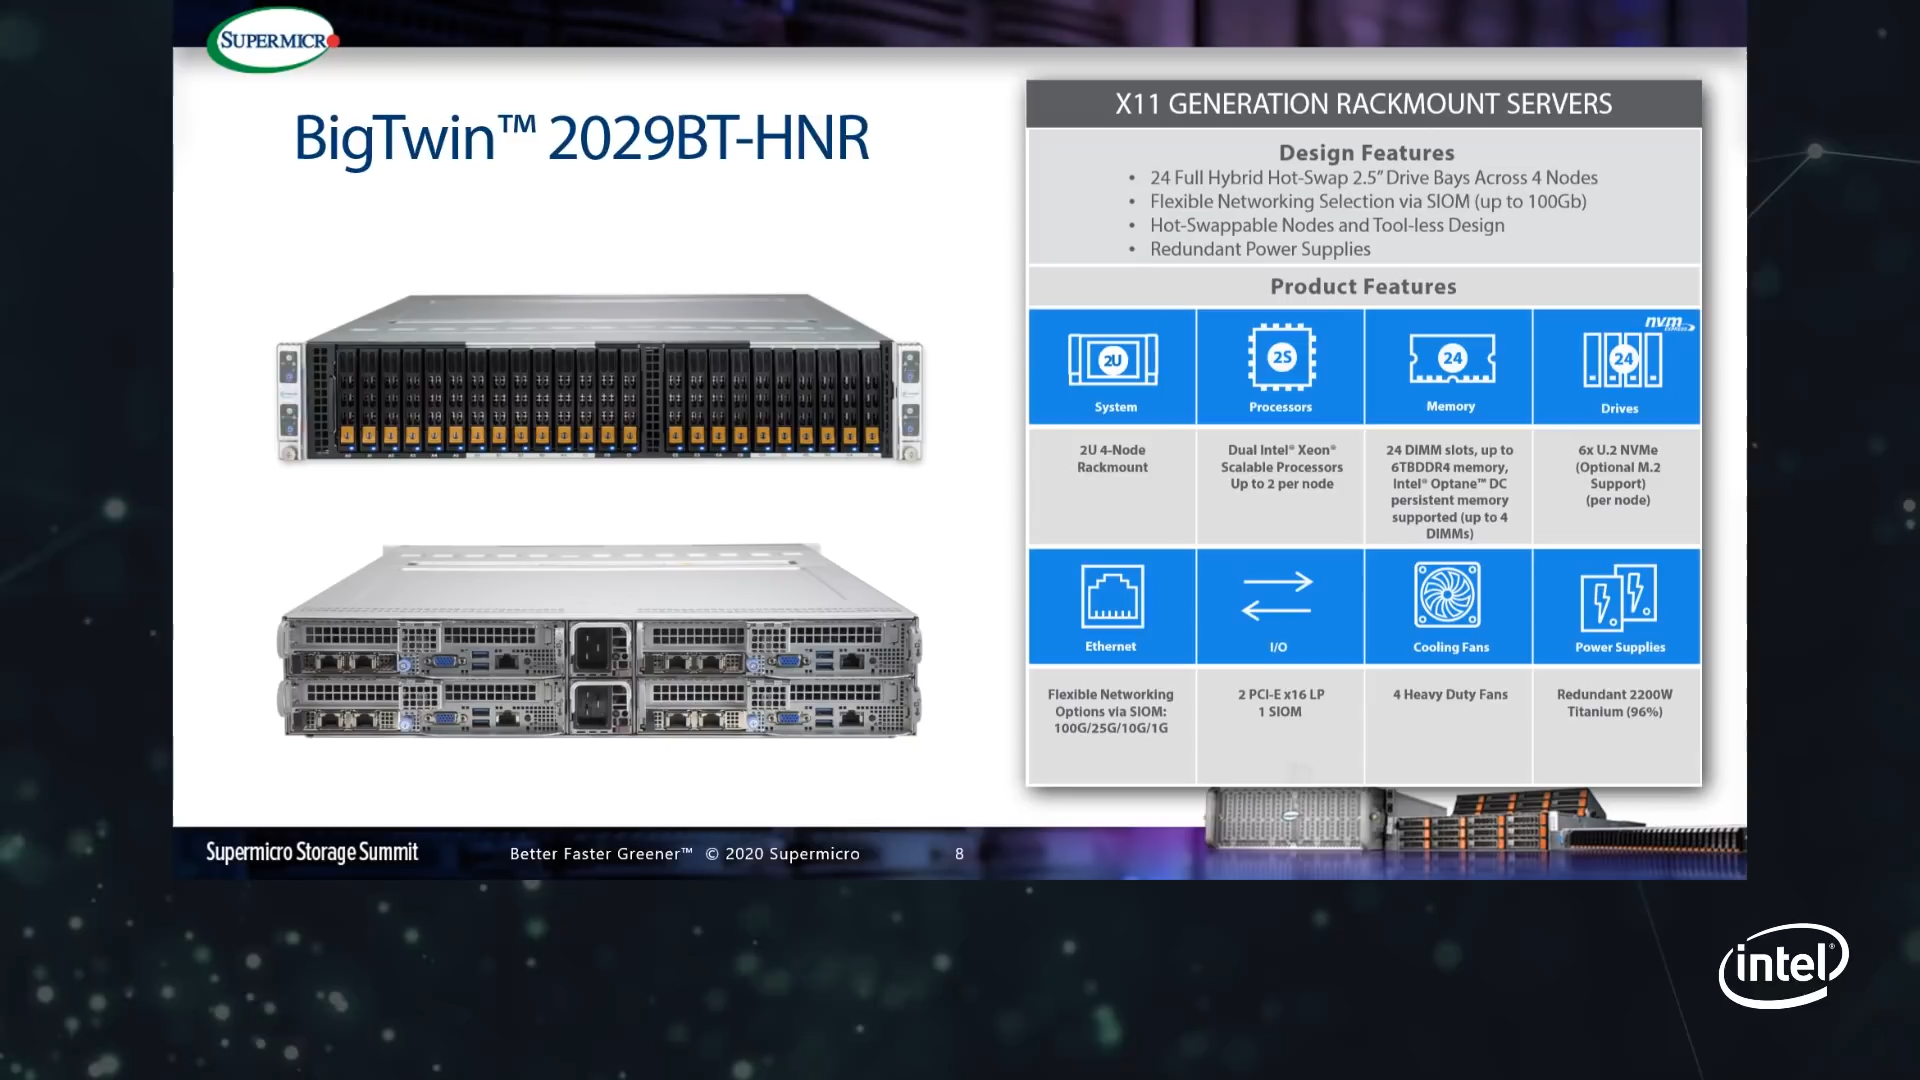 SUPERMICR
BigTwin™ 2029BT-HNR
X11 GENERATION RACKMOUNT SERVERS
Design Features
• 24 Full Hybrid Hot-Swap 2.5” Drive Bays Across 4 Nodes
• Flexible Networking Selection via SIOM (up to 100Gb)
• Hot-Swappable Nodes and Tool-less Design
• Redundant Power Supplies
Product Features
2U
System
2S
Processors
24
Memory
nvm
EXPRESS
24
Drives
2U 4-Node
Rackmount
Dual Intel® Xeon®
Scalable Processors
Up to 2 per node
24 DIMM slots, up to
6TBDDR4 memory,
Intel® Optane™ DC
persistent memory
supported (up to 4
DIMMs)
6x U.2 NVMe
(Optional M.2
Support)
(per node)
Ethernet
I/O
Cooling Fans
Power Supplies
Flexible Networking
Options via SIOM:
100G/25G/10G/1G
2 PCI-E x16 LP
1 SIOM
4 Heavy Duty Fans
Redundant 2200W
Titanium (96%)
Supermicro Storage Summit
Better Faster Greener™ © 2020 Supermicro
8
intel®